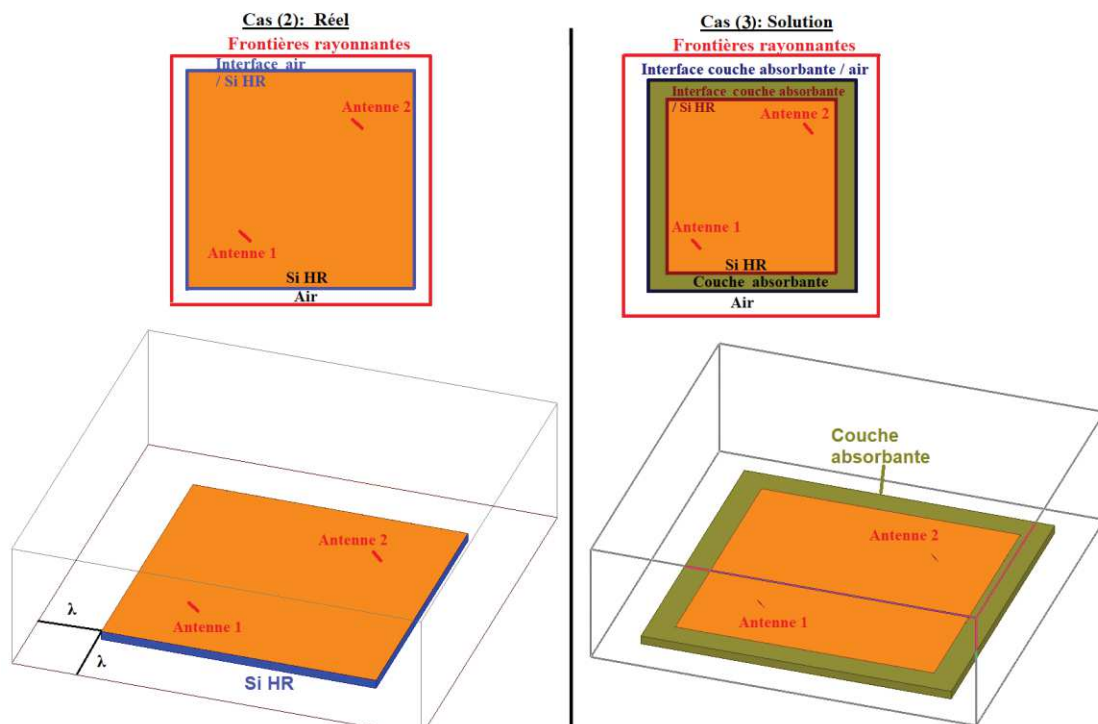 Cas (2): Réel
Frontières rayonnantes
Interface air
/ Si HR
Antenne 2
Antenne 1
Si HR
Air
Antenne 2
Antenne 1
λ
λ
Si HR
Cas (3): Solution
Frontières rayonnantes
Interface couche absorbante / air
Interface couche absorbante
/ Si HR
Antenne 2
Antenne 1
Si HR
Couche absorbante
Air
Couche
absorbante
Antenne 2
Antenne 1